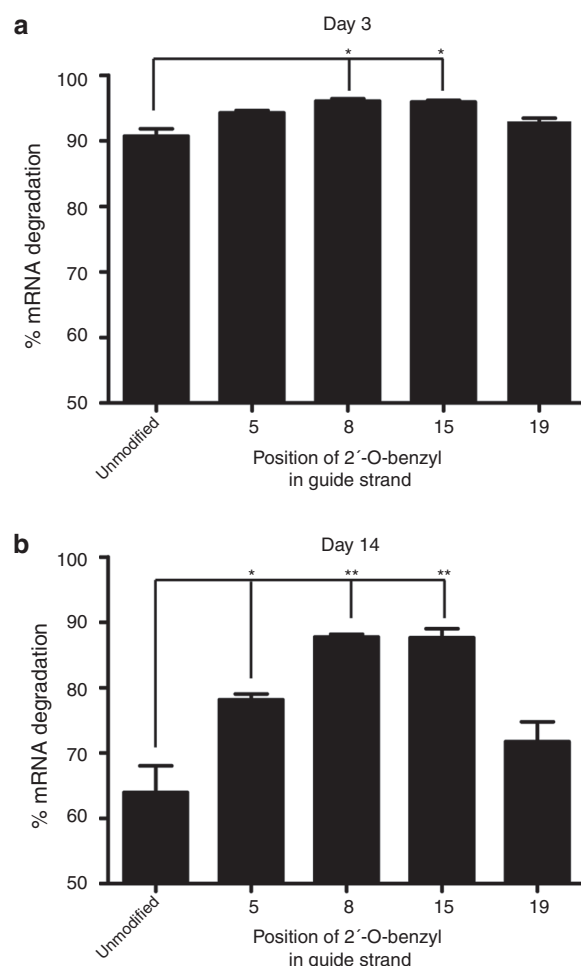 a
Day 3
* *
100
90
80
70
60
50
% mRNA degradation
Unmodified 5 8 15 19
Position of 2´-O-benzyl
in guide strand
b
Day 14
* ** **
100
90
80
70
60
50
% mRNA degradation
Unmodified 5 8 15 19
Position of 2´-O-benzyl
in guide strand